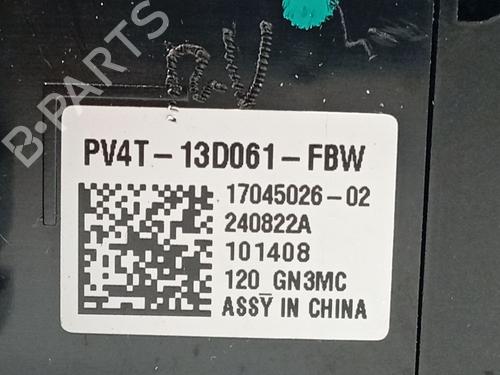 B-PARTS
R-V
PV4T-13D061-FBW
17045026-02
240822A
101408
120_GN3MC
ASSY IN CHINA